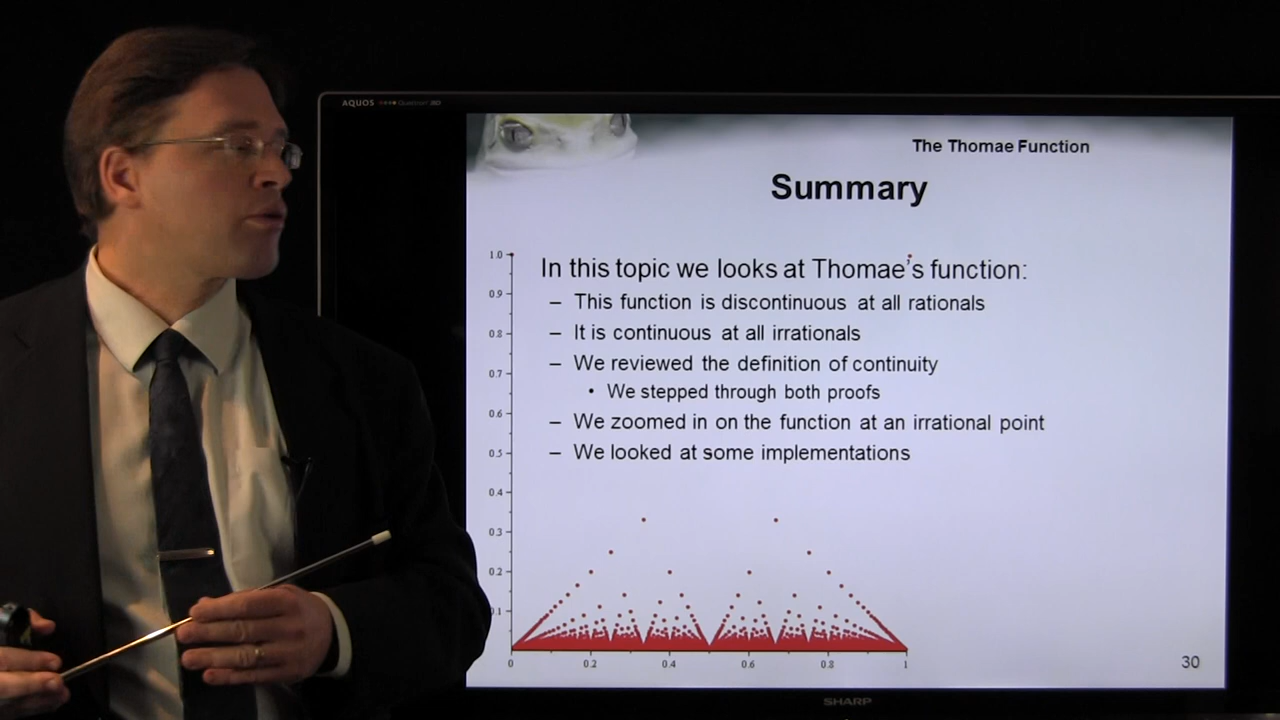 AQUOS Quattron 3D
The Thomae Function
Summary
In this topic we looks at Thomae's function:
– This function is discontinuous at all rationals
– It is continuous at all irrationals
– We reviewed the definition of continuity
• We stepped through both proofs
– We zoomed in on the function at an irrational point
– We looked at some implementations
1.0
0.9
0.8
0.7
0.6
0.5
0.4
0.3
0.2
0.1
0 0.2 0.4 0.6 0.8 1
30
SHARP